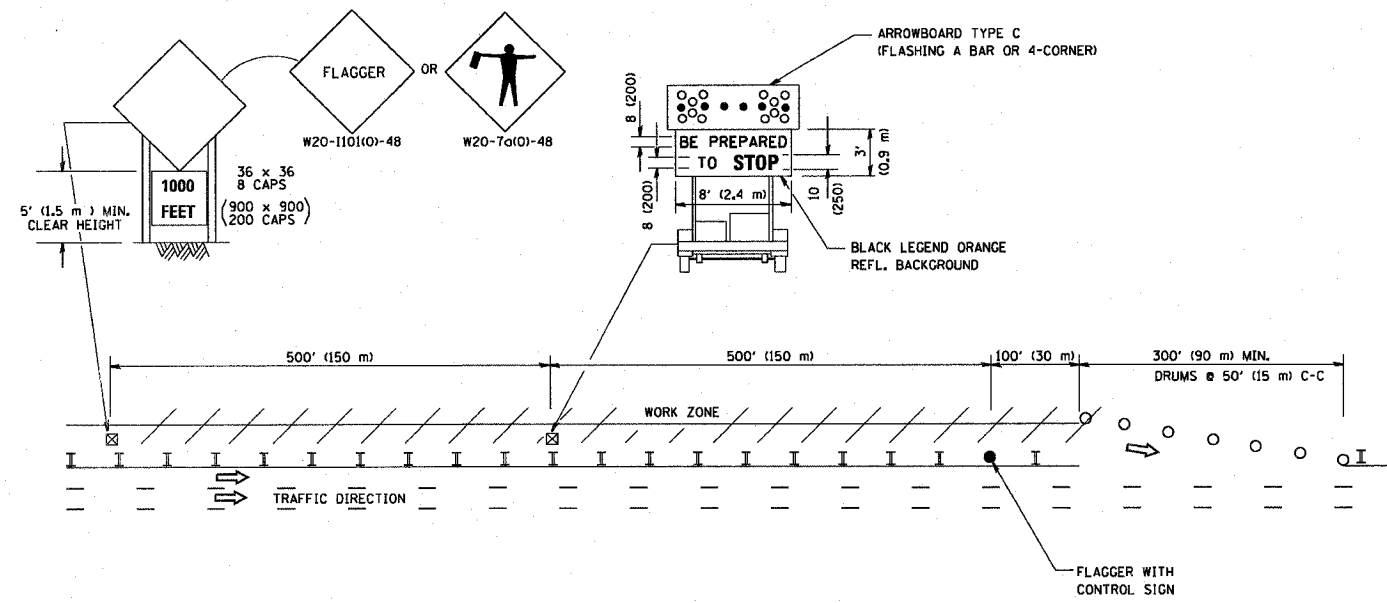 FLAGGER
OR
W20-I101(O)-48
W20-7a(O)-48
1000
FEET
36 x 36
8 CAPS
(900 x 900)
200 CAPS
5' (1.5 m ) MIN.
CLEAR HEIGHT
ARROWBOARD TYPE C
(FLASHING A BAR OR 4-CORNER)
8 (200)
BE PREPARED
TO STOP
8 (200)
8' (2.4 m)
3'
(0.9 m)
10
(250)
BLACK LEGEND ORANGE
REFL. BACKGROUND
500' (150 m)
500' (150 m)
100' (30 m)
300' (90 m) MIN.
DRUMS @ 50' (15 m) C-C
WORK ZONE
TRAFFIC DIRECTION
FLAGGER WITH
CONTROL SIGN